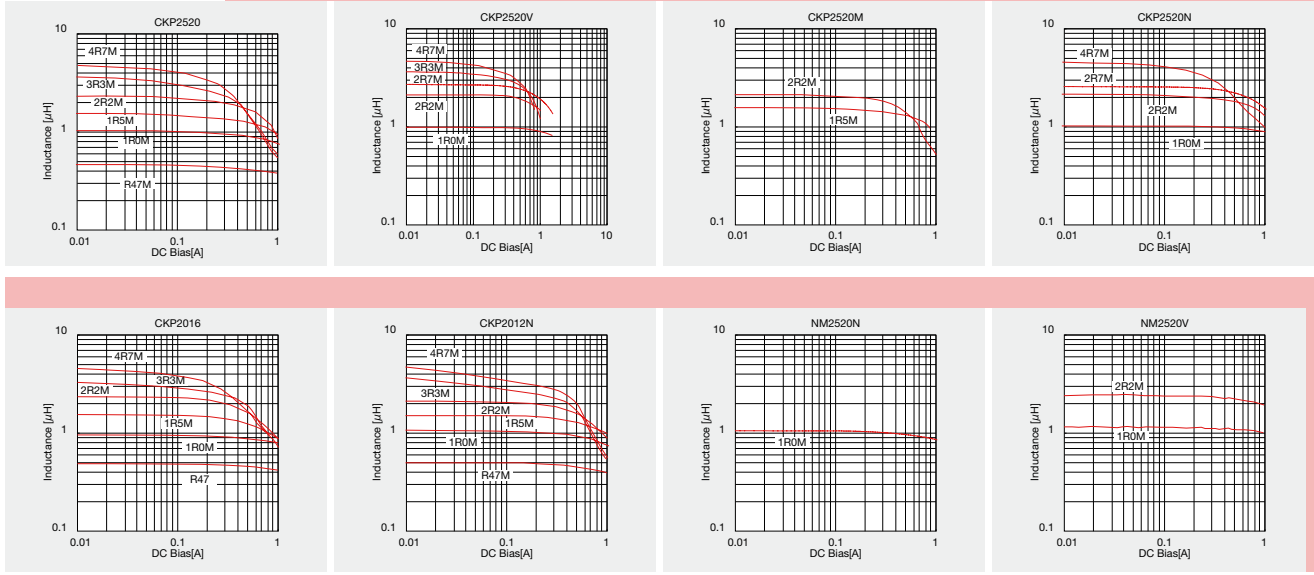 CKP2520
10
4R7M
3R3M
2R2M
1R5M
1
1R0M
R47M
0.1
0.01
0.1
1
Inductance [µH]
DC Bias[A]
CKP2520V
10
4R7M
3R3M
2R7M
2R2M
1
1R0M
0.1
0.01
0.1
1
10
Inductance [µH]
DC Bias[A]
CKP2520M
10
2R2M
1R5M
1
0.1
0.01
0.1
1
Inductance [µH]
DC Bias[A]
CKP2520N
10
4R7M
2R7M
2R2M
1
1R0M
0.1
0.01
0.1
1
Inductance [µH]
DC Bias[A]
CKP2016
10
4R7M
3R3M
2R2M
1R5M
1
1R0M
R47
0.1
0.01
0.1
1
Inductance [µH]
DC Bias[A]
CKP2012N
10
4R7M
3R3M
2R2M
1R5M
1
1R0M
R47M
0.1
0.01
0.1
1
Inductance [µH]
DC Bias[A]
NM2520N
10
1
1R0M
0.1
0.01
0.1
1
Inductance [µH]
DC Bias[A]
NM2520V
10
2R2M
1
1R0M
0.1
0.01
0.1
1
Inductance [µH]
DC Bias[A]